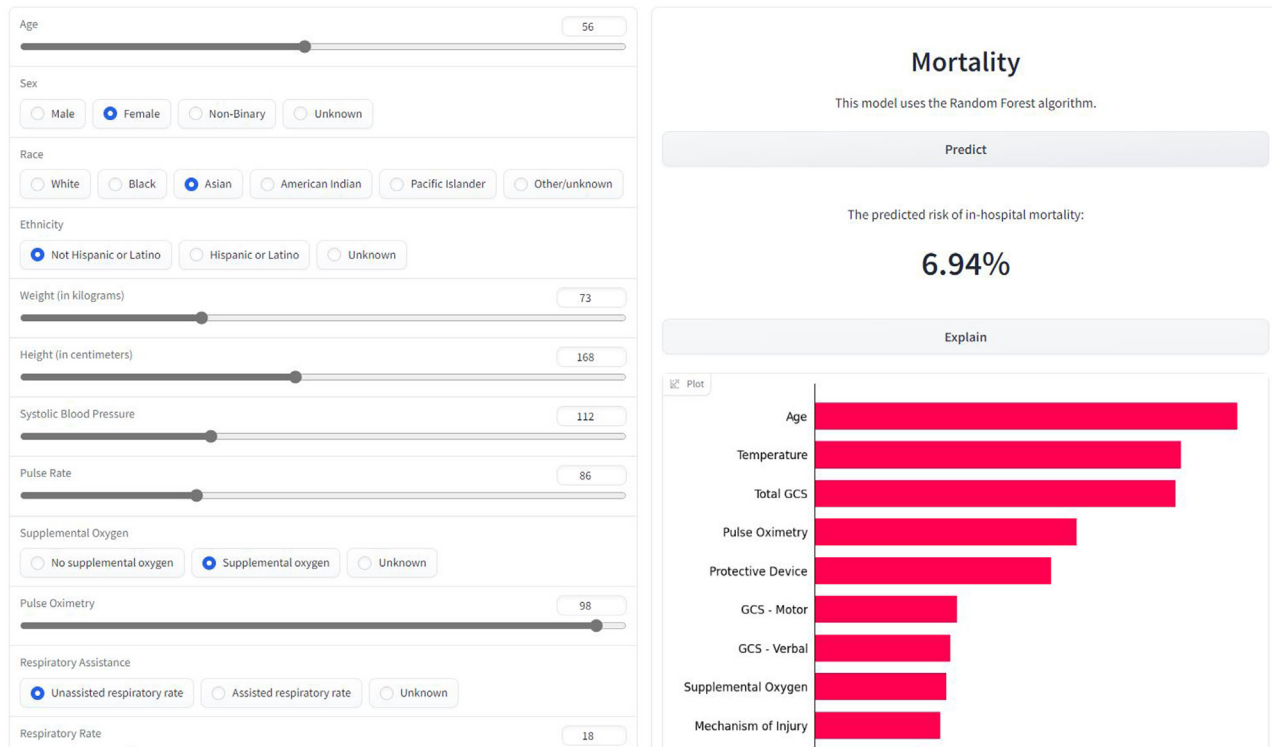 Age
56
Sex
Male Female Non-Binary Unknown
Race
White Black Asian American Indian Pacific Islander Other/unknown
Ethnicity
Not Hispanic or Latino Hispanic or Latino Unknown
Weight (in kilograms)
73
Height (in centimeters)
168
Systolic Blood Pressure
112
Pulse Rate
86
Supplemental Oxygen
No supplemental oxygen Supplemental oxygen Unknown
Pulse Oximetry
98
Respiratory Assistance
Unassisted respiratory rate Assisted respiratory rate Unknown
Respiratory Rate
18
Mortality
This model uses the Random Forest algorithm.
Predict
The predicted risk of in-hospital mortality:
6.94%
Explain
Plot
Age
Temperature
Total GCS
Pulse Oximetry
Protective Device
GCS - Motor
GCS - Verbal
Supplemental Oxygen
Mechanism of Injury